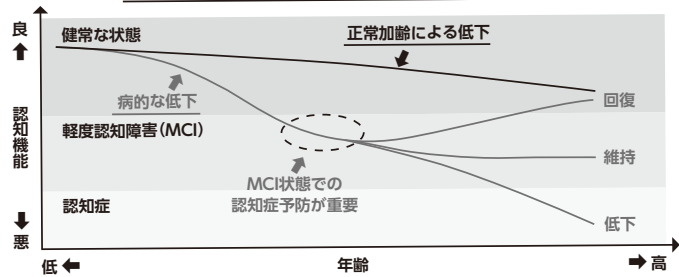 良
健常な状態
正常加齢による低下
病的な低下
回復
認知機能
軽度認知障害(MCI)
維持
MCI状態での
認知症予防が重要
認知症
低下
悪
低
年齢
高